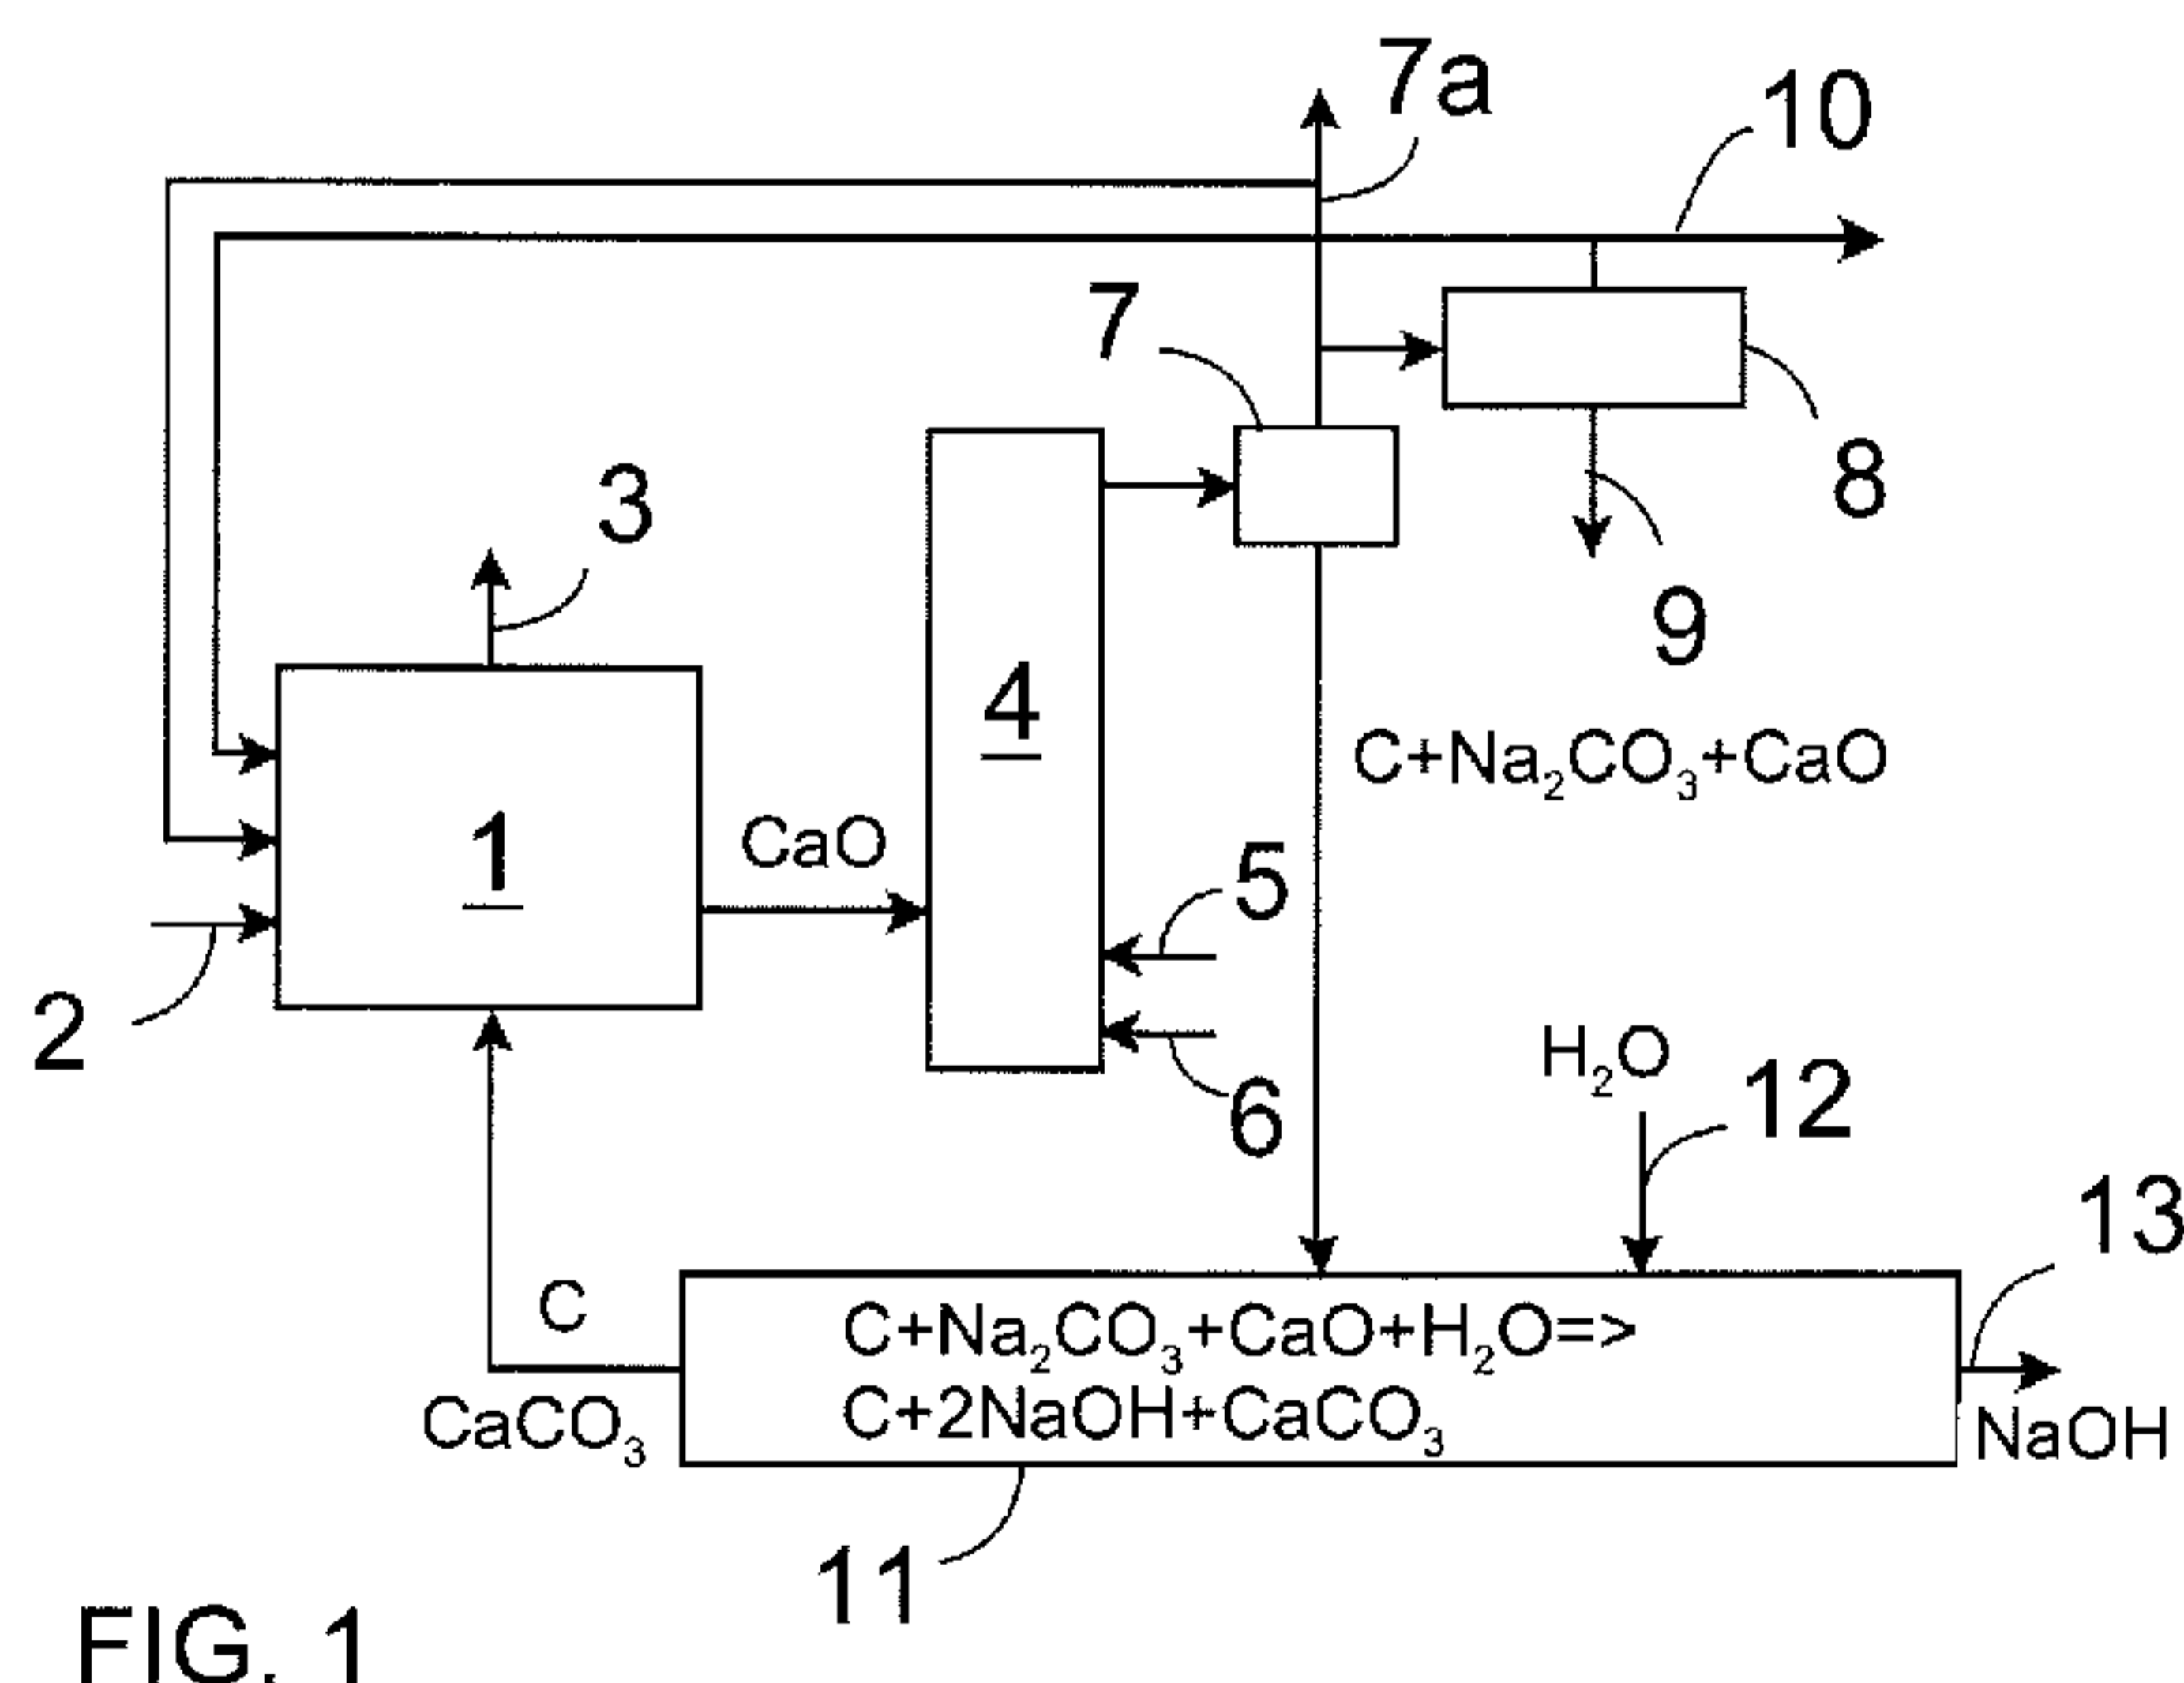 7a
10
7
3
8
4
9
C+Na₂CO₃+CaO
CaO
1
5
2
6
H₂O
12
13
C
C+Na₂CO₃+CaO+H₂O=>
C+2NaOH+CaCO₃
CaCO₃
NaOH
11
FIG. 1